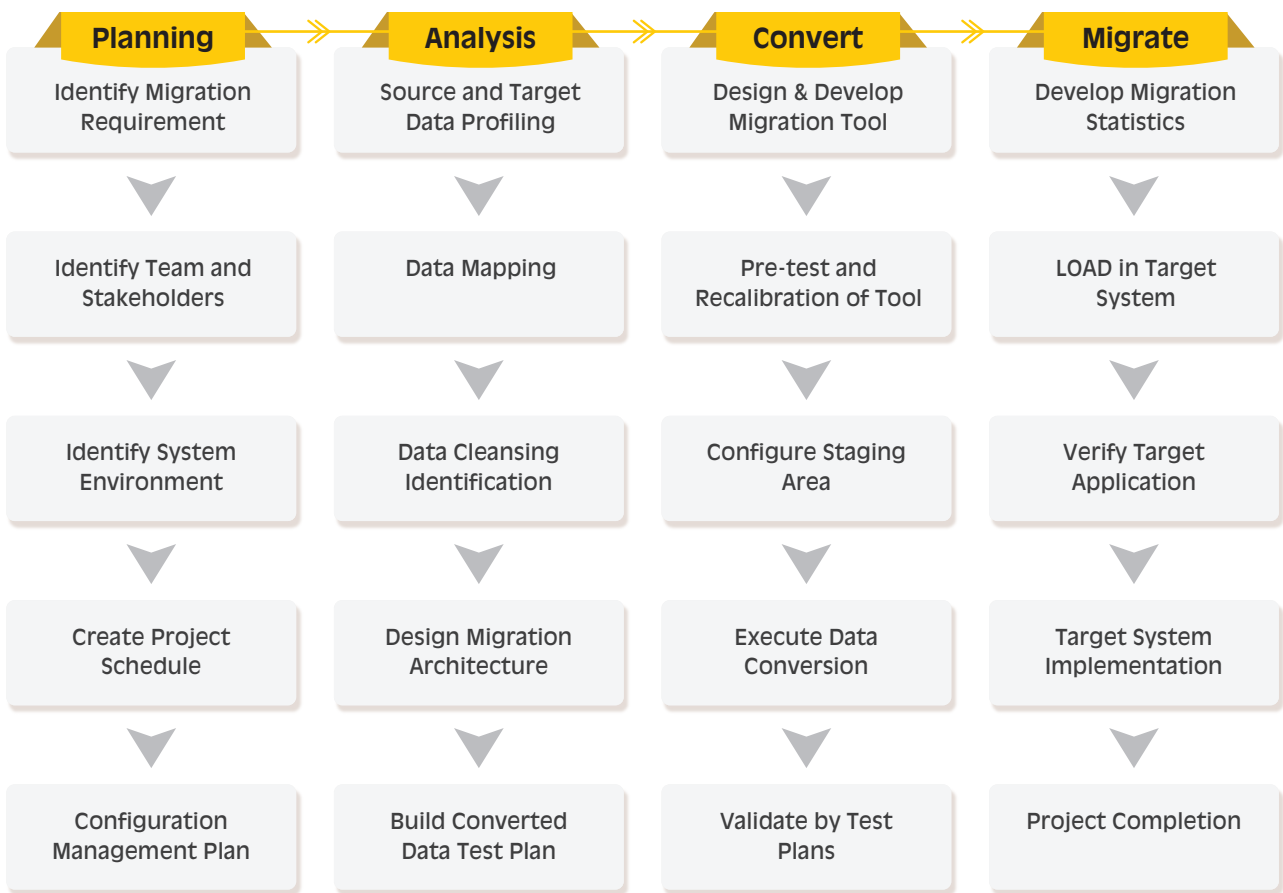 Planning
Identify Migration
Requirement
Identify Team and
Stakeholders
Identify System
Environment
Create Project
Schedule
Configuration
Management Plan
Analysis
Source and Target
Data Profiling
Data Mapping
Data Cleansing
Identification
Design Migration
Architecture
Build Converted
Data Test Plan
Convert
Design & Develop
Migration Tool
Pre-test and
Recalibration of Tool
Configure Staging
Area
Execute Data
Conversion
Validate by Test
Plans
Migrate
Develop Migration
Statistics
LOAD in Target
System
Verify Target
Application
Target System
Implementation
Project Completion